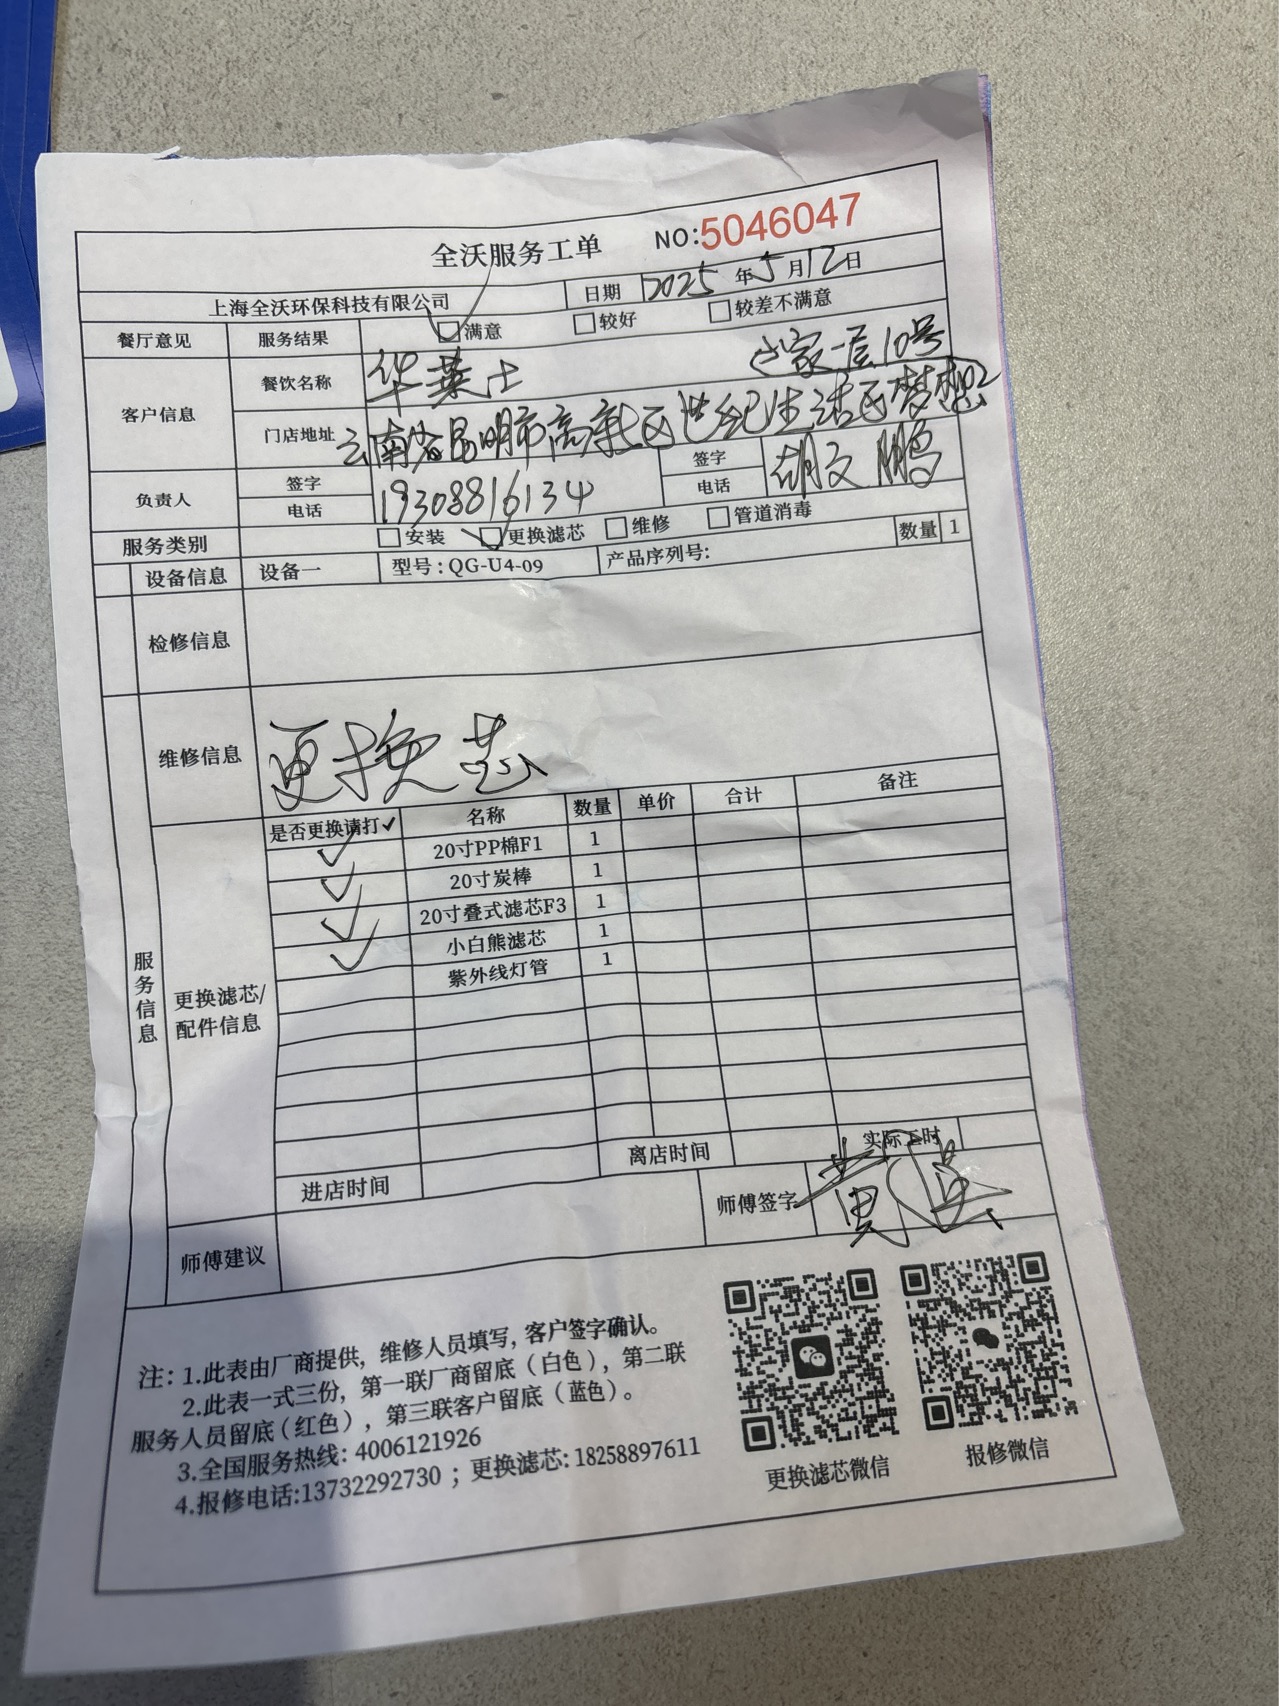 全沃服务工单 NO:5046047
上海全沃环保科技有限公司 日期 2025年5月12日
餐厅意见 服务结果 满意 较好 较差不满意
客户信息 餐饮名称 华莱士
家一层10号
门店地址 云南省昆明市高新区世纪生活区梦想
负责人 签字 电话 19308816134 签字 电话 胡文鹏
服务类别 安装 更换滤芯 维修 管道消毒
设备信息 设备一 型号:QG-U4-09 产品序列号: 数量 1
检修信息
维修信息 更换芯
服务信息
更换滤芯/
配件信息
是否更换请打✓ 名称 数量 单价 合计 备注
✓ 20寸PP棉F1 1
✓ 20寸炭棒 1
✓ 20寸叠式滤芯F3 1
✓ 小白熊滤芯 1
紫外线灯管 1
进店时间 离店时间 实际工时
师傅建议 师傅签字 黄
注: 1.此表由厂商提供, 维修人员填写, 客户签字确认。
2.此表一式三份, 第一联厂商留底(白色), 第二联
服务人员留底(红色), 第三联客户留底(蓝色)。
3.全国服务热线: 4006121926
4.报修电话:13732292730 ; 更换滤芯: 18258897611
更换滤芯微信 报修微信